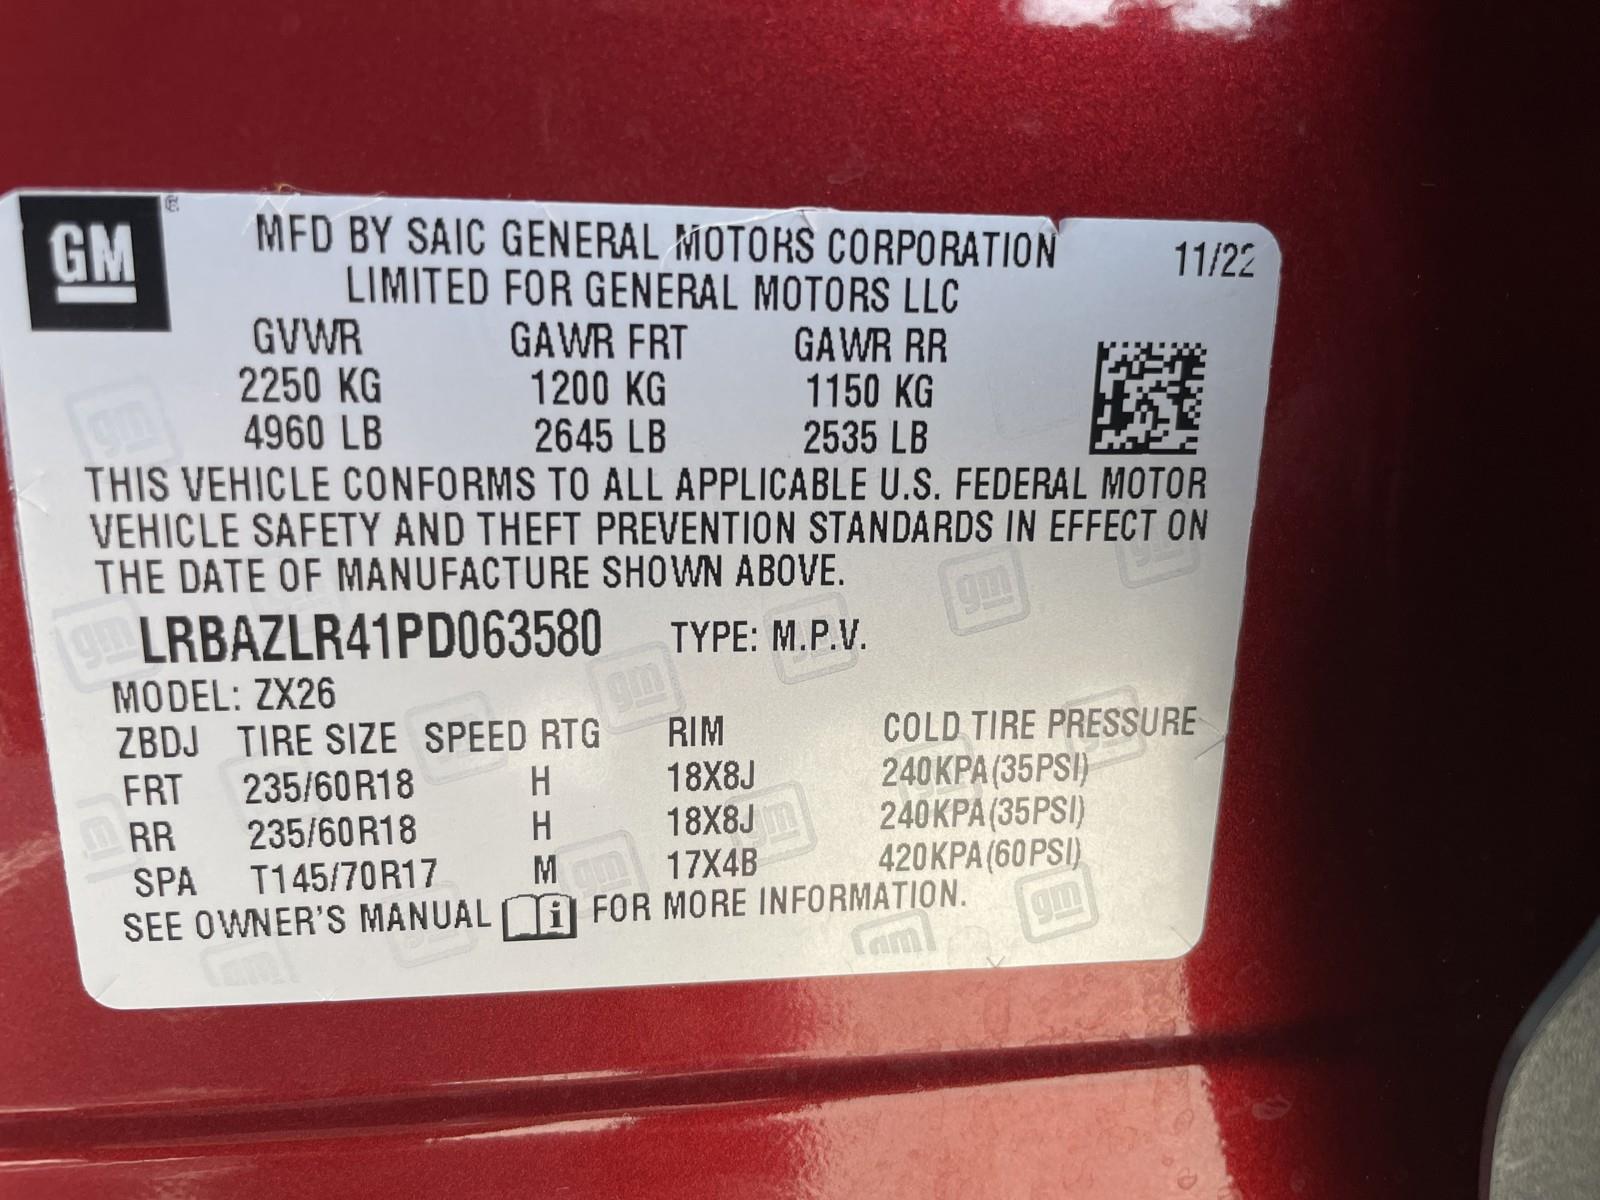 GM ®
MFD BY SAIC GENERAL MOTORS CORPORATION 11/22
LIMITED FOR GENERAL MOTORS LLC
GVWR GAWR FRT GAWR RR
2250 KG 1200 KG 1150 KG
4960 LB 2645 LB 2535 LB
THIS VEHICLE CONFORMS TO ALL APPLICABLE U.S. FEDERAL MOTOR
VEHICLE SAFETY AND THEFT PREVENTION STANDARDS IN EFFECT ON
THE DATE OF MANUFACTURE SHOWN ABOVE.
LRBAZLR41PD063580 TYPE: M.P.V.
MODEL: ZX26
ZBDJ TIRE SIZE SPEED RTG RIM COLD TIRE PRESSURE
FRT 235/60R18 H 18X8J 240KPA(35PSI)
RR 235/60R18 H 18X8J 240KPA(35PSI)
SPA T145/70R17 M 17X4B 420KPA(60PSI)
SEE OWNER'S MANUAL i FOR MORE INFORMATION.